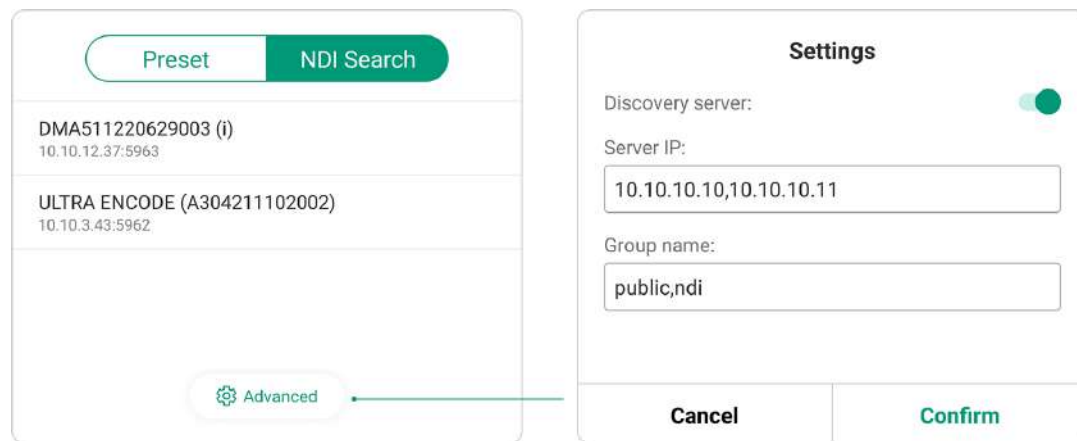 Preset
NDI Search
DMA511220629003 (i)
10.10.12.37:5963
ULTRA ENCODE (A304211102002)
10.10.3.43:5962
Advanced
Settings
Discovery server:
Server IP:
10.10.10.10,10.10.10.11
Group name:
public,ndi
Cancel
Confirm